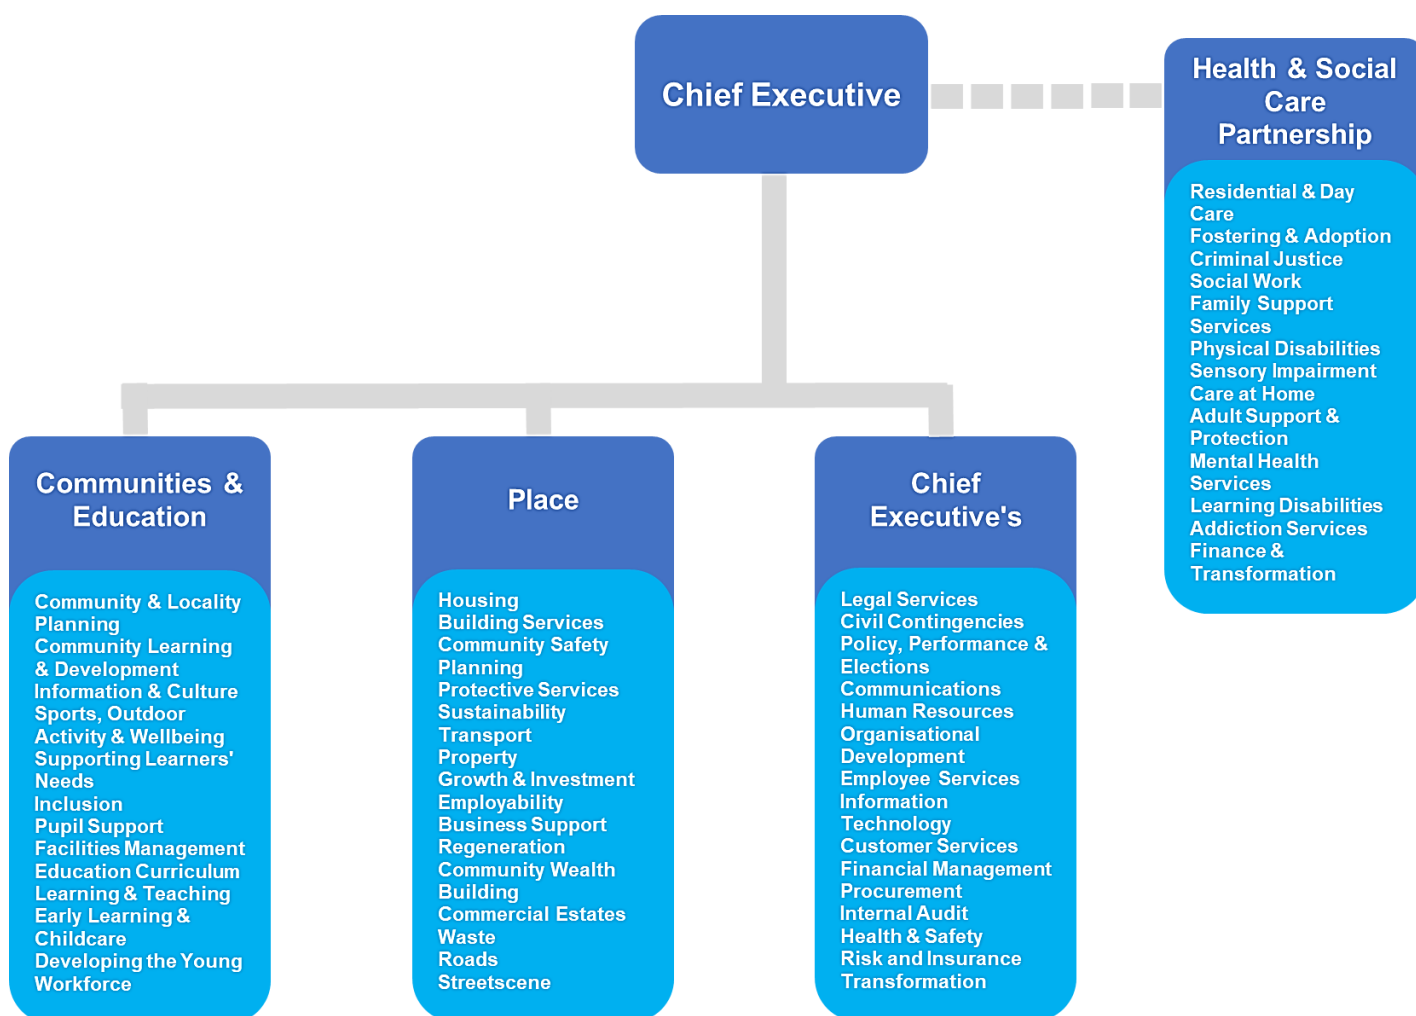 Chief Executive
Health & Social
Care
Partnership
Residential & Day
Care
Fostering & Adoption
Criminal Justice
Social Work
Family Support
Services
Physical Disabilities
Sensory Impairment
Care at Home
Adult Support &
Protection
Mental Health
Services
Learning Disabilities
Addiction Services
Finance &
Transformation
Communities &
Education
Community & Locality
Planning
Community Learning
& Development
Information & Culture
Sports, Outdoor
Activity & Wellbeing
Supporting Learners'
Needs
Inclusion
Pupil Support
Facilities Management
Education Curriculum
Learning & Teaching
Early Learning &
Childcare
Developing the Young
Workforce
Place
Housing
Building Services
Community Safety
Planning
Protective Services
Sustainability
Transport
Property
Growth & Investment
Employability
Business Support
Regeneration
Community Wealth
Building
Commercial Estates
Waste
Roads
Streetscene
Chief
Executive's
Legal Services
Civil Contingencies
Policy, Performance &
Elections
Communications
Human Resources
Organisational
Development
Employee Services
Information
Technology
Customer Services
Financial Management
Procurement
Internal Audit
Health & Safety
Risk and Insurance
Transformation